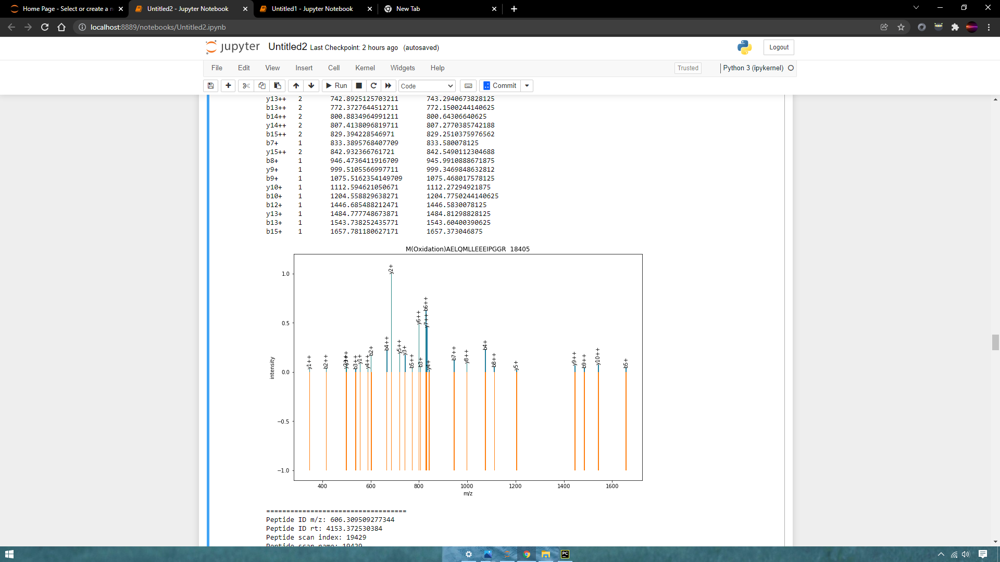 Home Page - Select or create a n
Untitled2 - Jupyter Notebook
Untitled1 - Jupyter Notebook
New Tab
localhost:8889/notebooks/Untitled2.ipynb
jupyter Untitled2 Last Checkpoint: 2 hours ago (autosaved)
Logout
File Edit View Insert Cell Kernel Widgets Help
Trusted Python 3 (ipykernel)
Run Code Commit
y13++ 2 742.8925125703211 743.2940673828125
b13++ 2 772.3727644512711 772.1500244140625
b14++ 2 800.8834964991211 800.64306640625
y14++ 2 807.4138096819711 807.2770385742188
b15++ 2 829.394228546971 829.2510375976562
b7+ 1 833.3895768407709 833.580078125
y15++ 2 842.932366761721 842.5490112304688
b8+ 1 946.4736411916709 945.9910888671875
y9+ 1 999.5105566997711 999.3469848632812
b9+ 1 1075.5162354149709 1075.468017578125
y10+ 1 1112.594621050671 1112.27294921875
b10+ 1 1204.558829638271 1204.7750244140625
b12+ 1 1446.685488212471 1446.5830078125
y13+ 1 1484.777748673871 1484.81298828125
b13+ 1 1543.738252435771 1543.60400390625
b15+ 1 1657.781180627171 1657.373046875
M(Oxidation)AELQMLLEEEIPGGR 18405
intensity
1.0
0.5
0.0
−0.5
−1.0
y1++
b2++
b3++
y1+
y4++
b2+
b4++
y2+
y5++
y3+
b5++
y6++
b3+
b6++
y7++
y4+
b7++
y8++
b4+
b8++
y5+
y9++
b9++
y10++
b5+
400 600 800 1000 1200 1400 1600
m/z
===================================
Peptide ID m/z: 606.309509277344
Peptide ID rt: 4153.372530384
Peptide scan index: 19429
Peptide scan name: 19429
PC